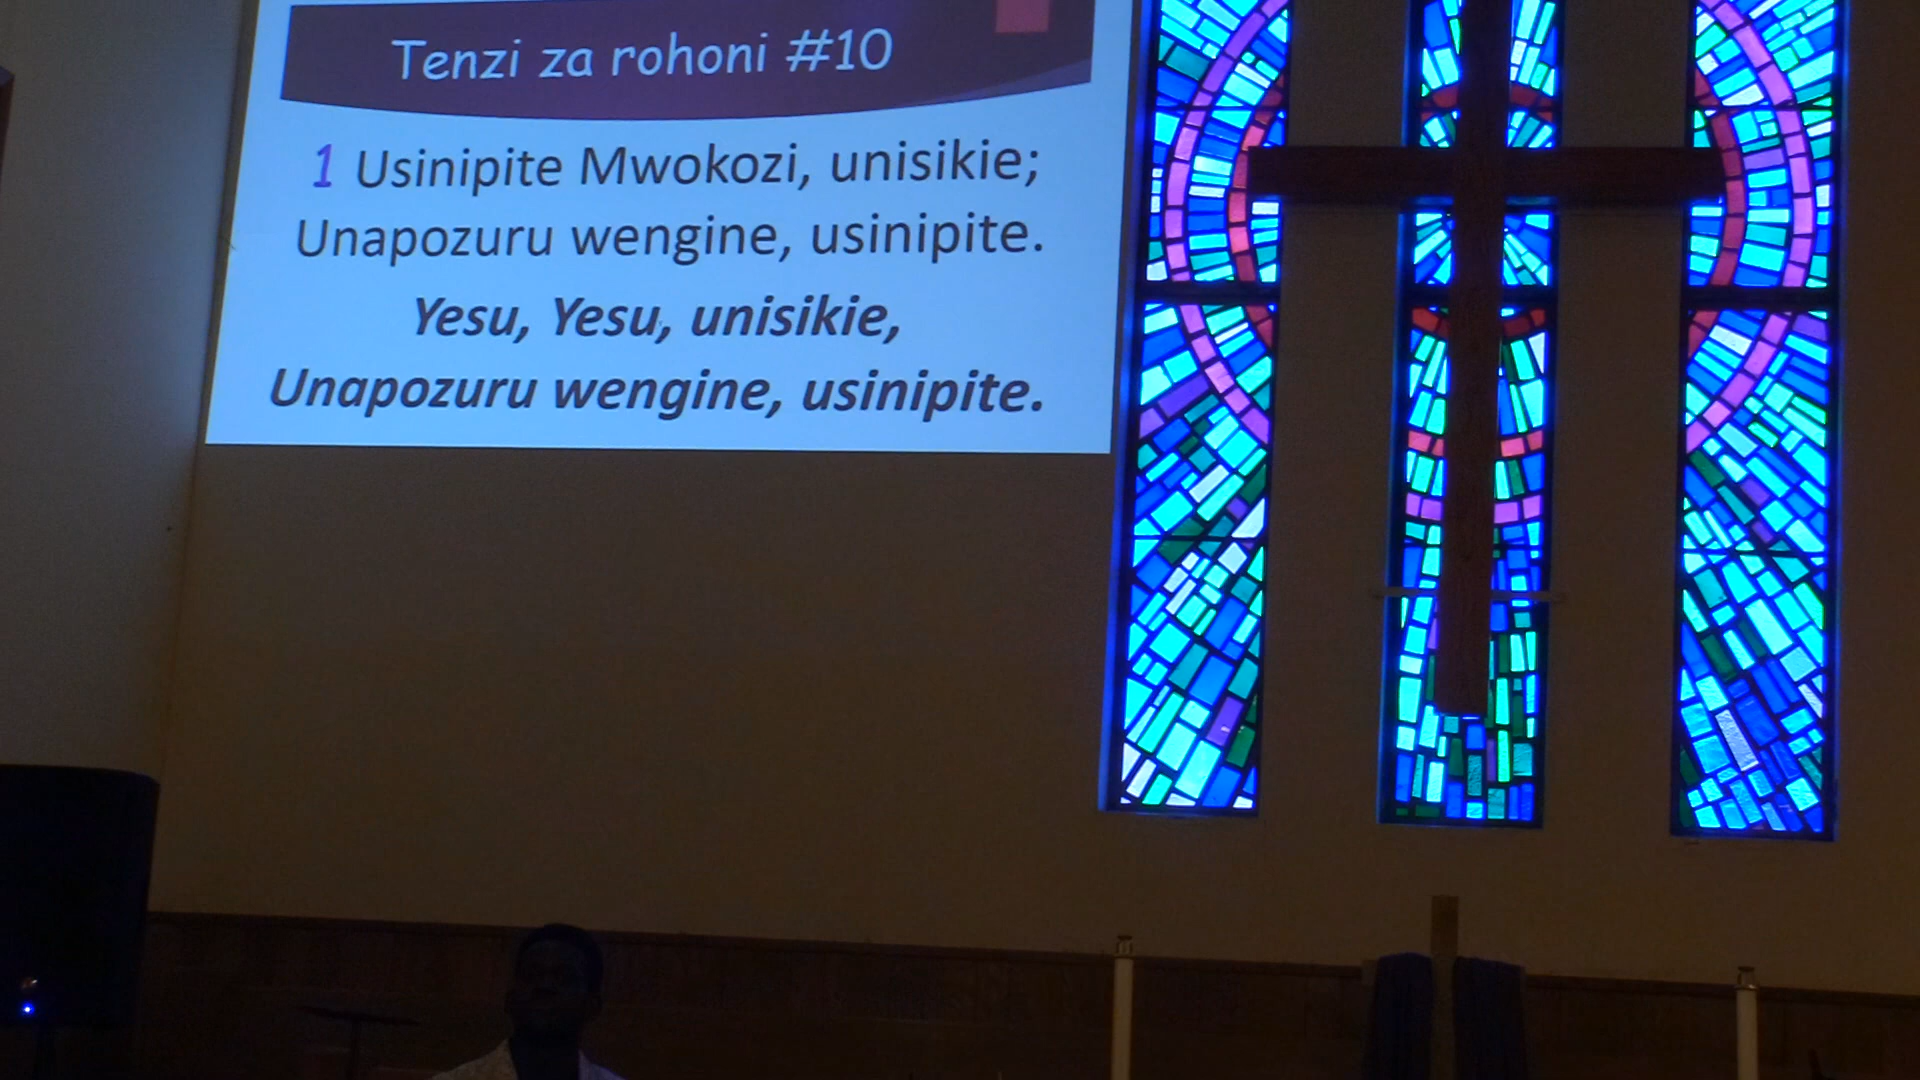 Tenzi za rohoni #10
1 Usinipite Mwokozi, unisikie;
Unapozuru wengine, usinipite.
Yesu, Yesu, unisikie,
Unapozuru wengine, usinipite.